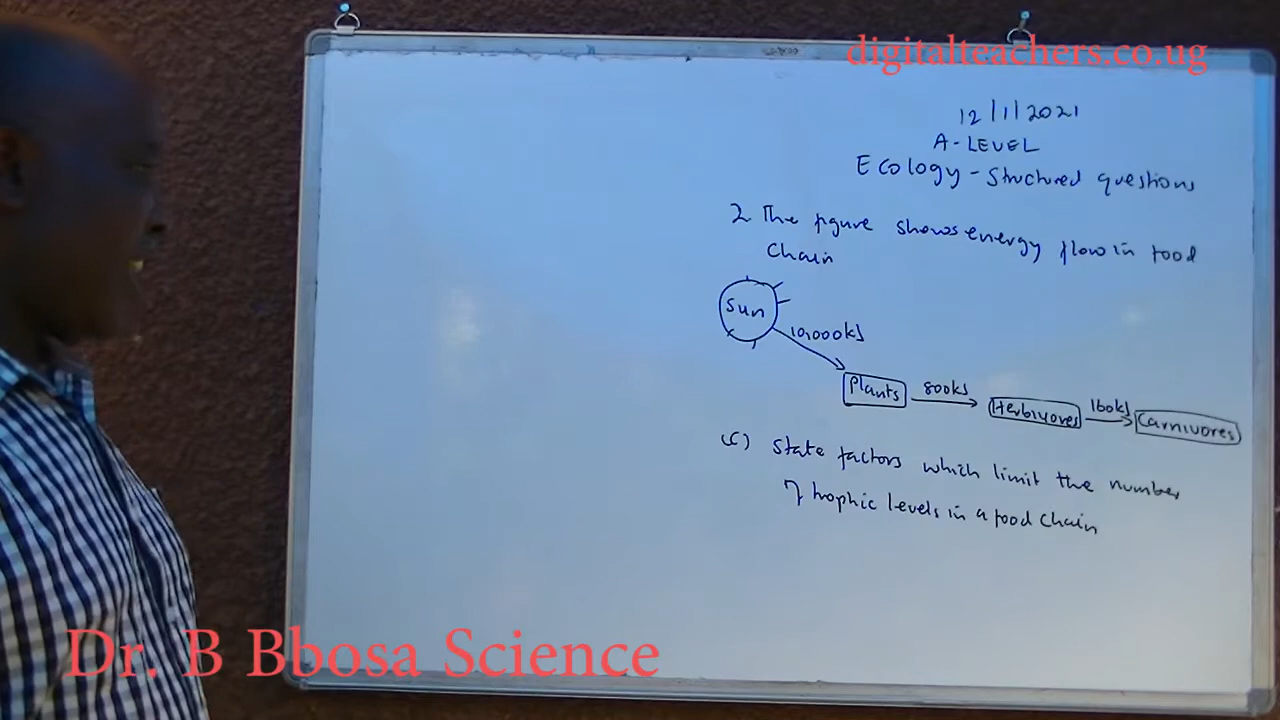 digitalteachers.co.ug
12/1/2021
A-LEVEL
Ecology - Structured questions
2 The figure shows energy flow in food
chain
Sun
10,000kJ
Plants 800kJ Herbivores 160kJ Carnivores
(c) state factors which limit the number
of trophic levels in a food chain
Dr. B Bbosa Science